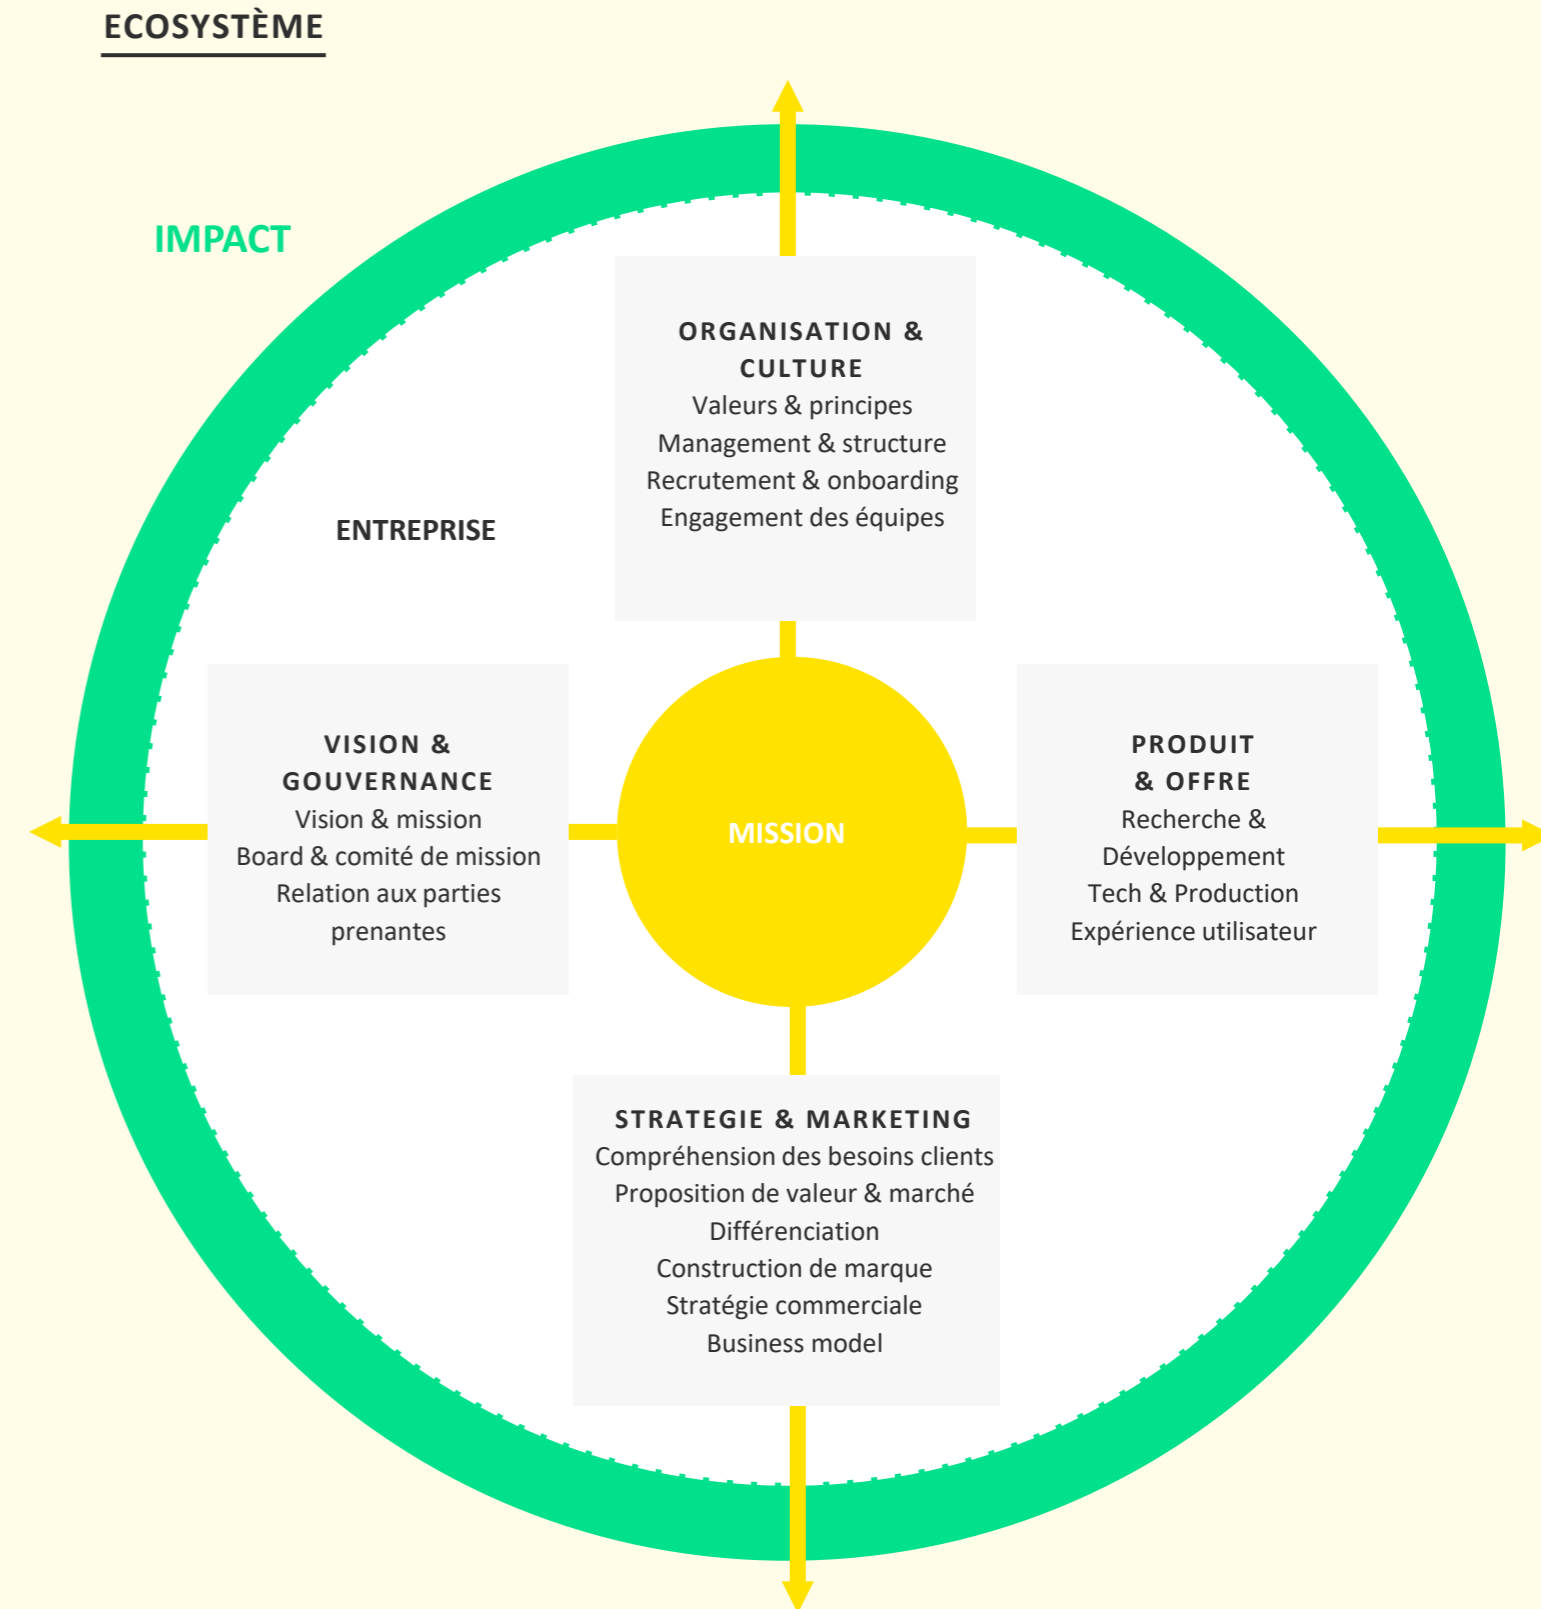 ECOSYSTÈME
IMPACT
ORGANISATION &
CULTURE
Valeurs & principes
Management & structure
Recrutement & onboarding
Engagement des équipes
ENTREPRISE
VISION &
GOUVERNANCE
Vision & mission
Board & comité de mission
Relation aux parties
prenantes
MISSION
PRODUIT
& OFFRE
Recherche &
Développement
Tech & Production
Expérience utilisateur
STRATEGIE & MARKETING
Compréhension des besoins clients
Proposition de valeur & marché
Différenciation
Construction de marque
Stratégie commerciale
Business model